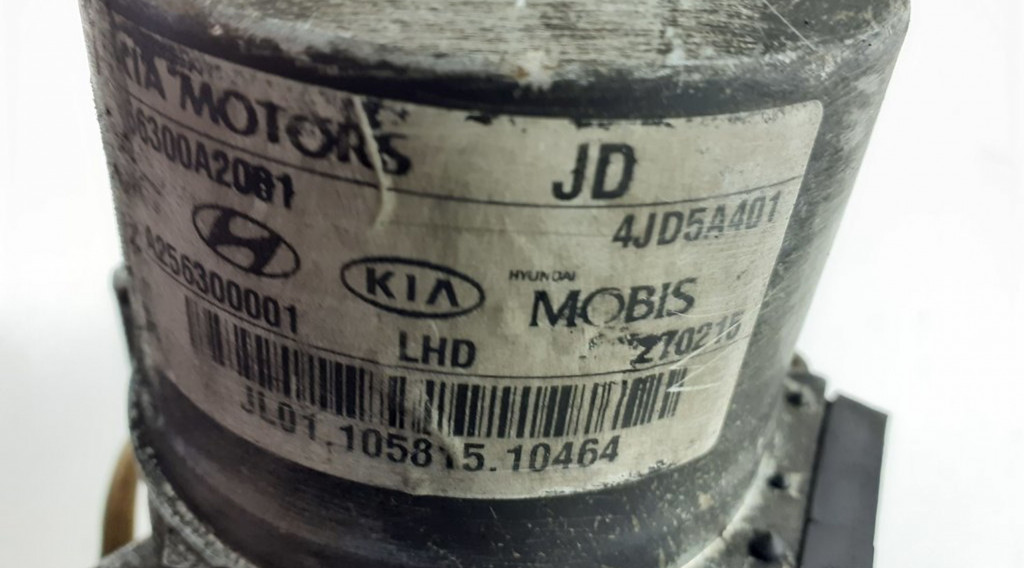 KIA MOTORS
JD
56300A2081
4JD5A401
KIA
HYUNDAI
MOBIS
A256300001
LHD
270215
JL01.105815.10464